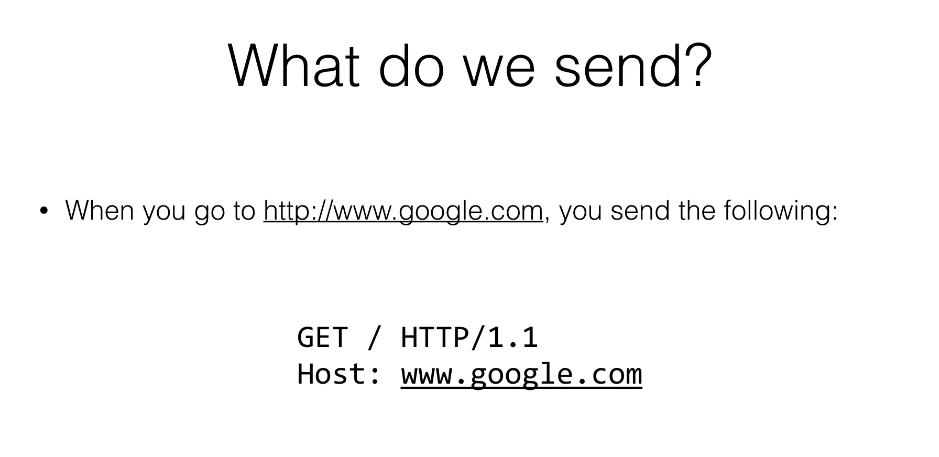 What do we send?
• When you go to http://www.google.com, you send the following:
GET / HTTP/1.1
Host: www.google.com